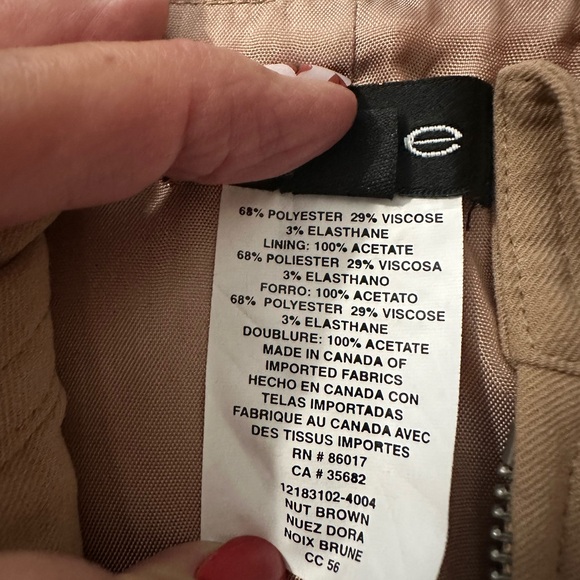 e
68% POLYESTER 29% VISCOSE
3% ELASTHANE
LINING: 100% ACETATE
68% POLIESTER 29% VISCOSA
3% ELASTHANO
FORRO: 100% ACETATO
68% POLYESTER 29% VISCOSE
3% ELASTHANE
DOUBLURE: 100% ACETATE
MADE IN CANADA OF
IMPORTED FABRICS
HECHO EN CANADA CON
TELAS IMPORTADAS
FABRIQUE AU CANADA AVEC
DES TISSUS IMPORTES
RN # 86017
CA # 35682
12183102-4004
NUT BROWN
NUEZ DORA
NOIX BRUNE
CC 56